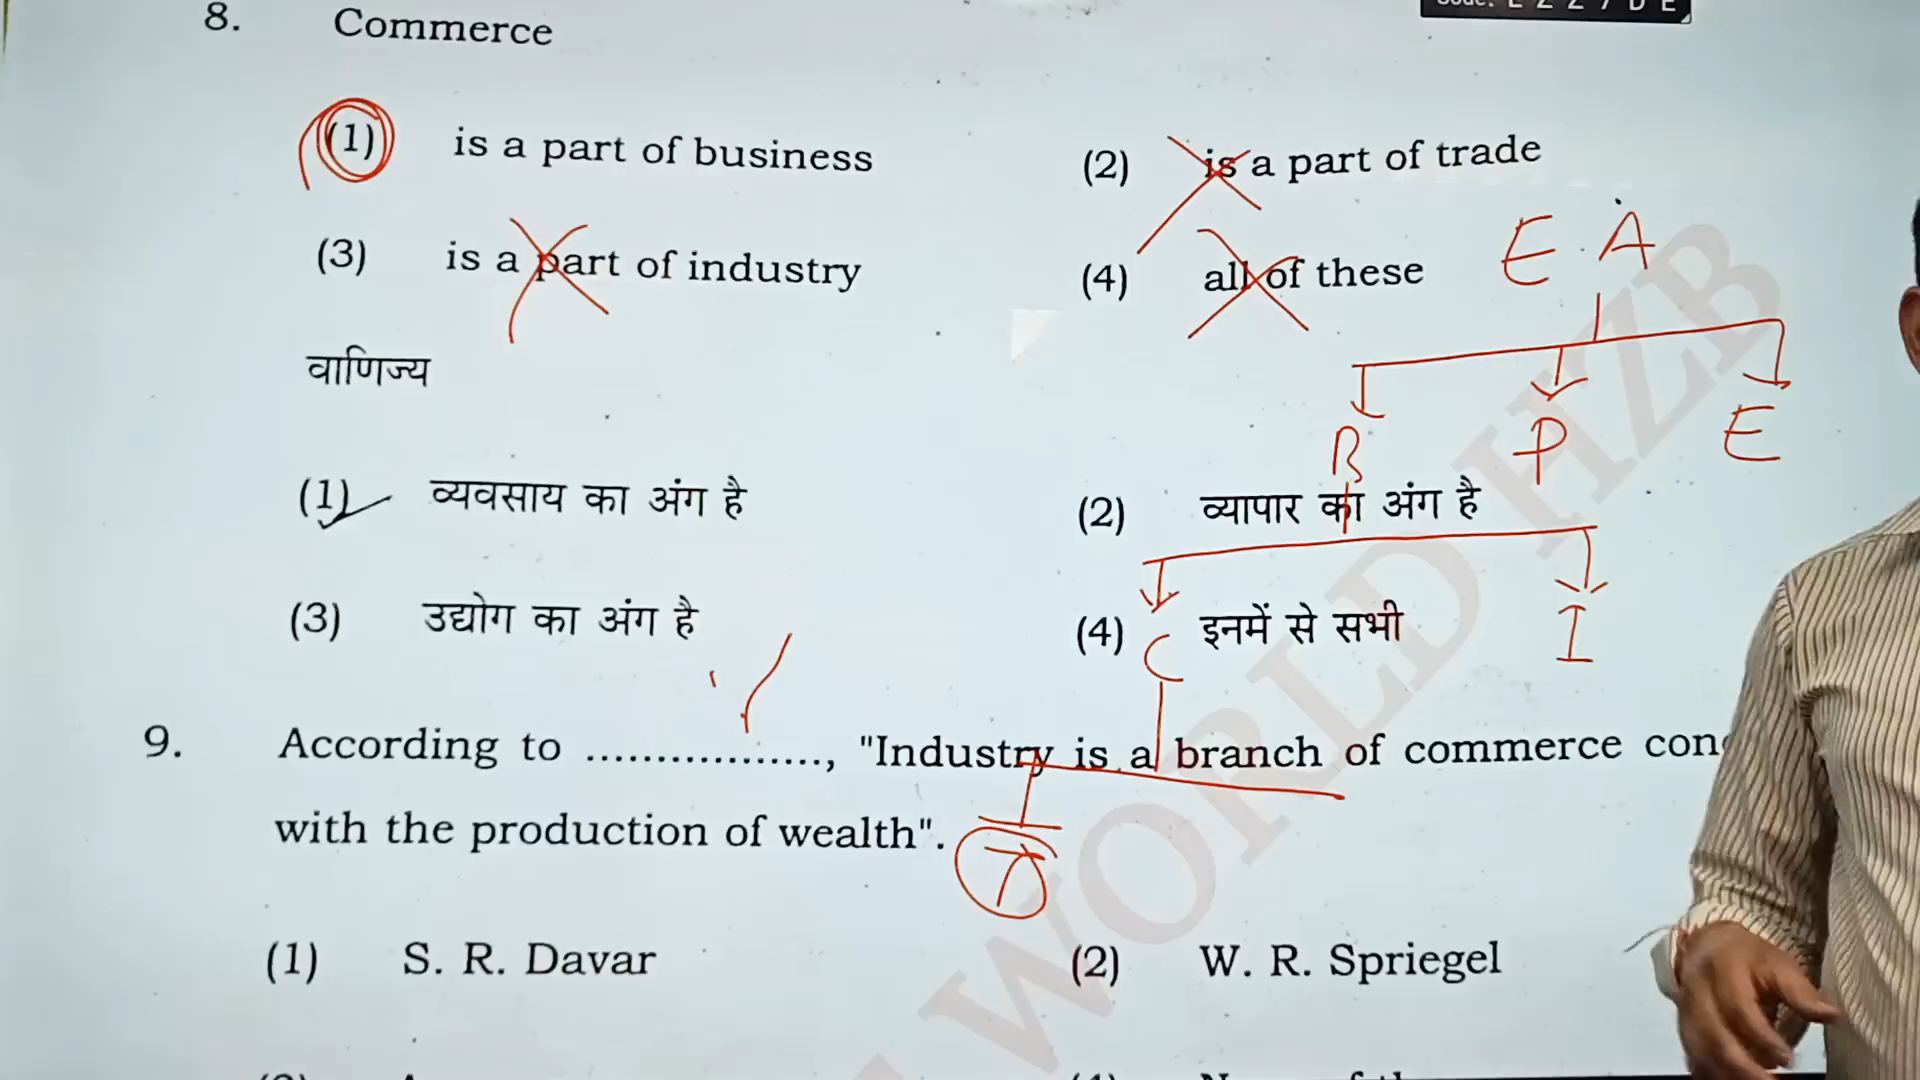 8. Commerce
(1) is a part of business (2) is a part of trade
(3) is a part of industry (4) all of these
E A
B P E
वाणिज्य
(1) व्यवसाय का अंग है (2) व्यापार का अंग है
(3) उद्योग का अंग है (4) इनमें से सभी
C I
9. According to ................., "Industry is a branch of commerce
with the production of wealth".
T
(1) S. R. Davar (2) W. R. Spriegel
WORLD HZB